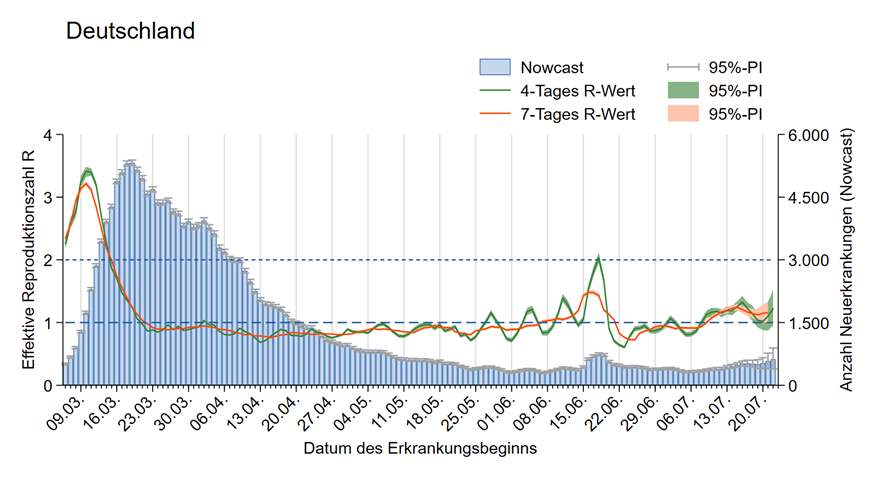 Deutschland
Nowcast 95%-PI
4-Tages R-Wert 95%-PI
7-Tages R-Wert 95%-PI
Effektive Reproduktionszahl R
4
3
2
1
0
6.000
4.500
3.000
1.500
0
Anzahl Neuerkrankungen (Nowcast)
09.03. 16.03. 23.03. 30.03. 06.04. 13.04. 20.04. 27.04. 04.05. 11.05. 18.05. 25.05. 01.06. 08.06. 15.06. 22.06. 29.06. 06.07. 13.07. 20.07.
Datum des Erkrankungsbeginns